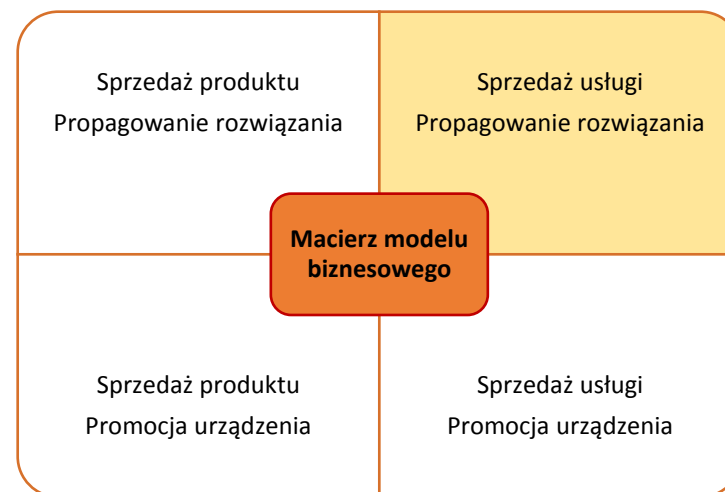 Sprzedaż produktu
Propagowanie rozwiązania
Sprzedaż usługi
Propagowanie rozwiązania
Macierz modelu
biznesowego
Sprzedaż produktu
Promocja urządzenia
Sprzedaż usługi
Promocja urządzenia